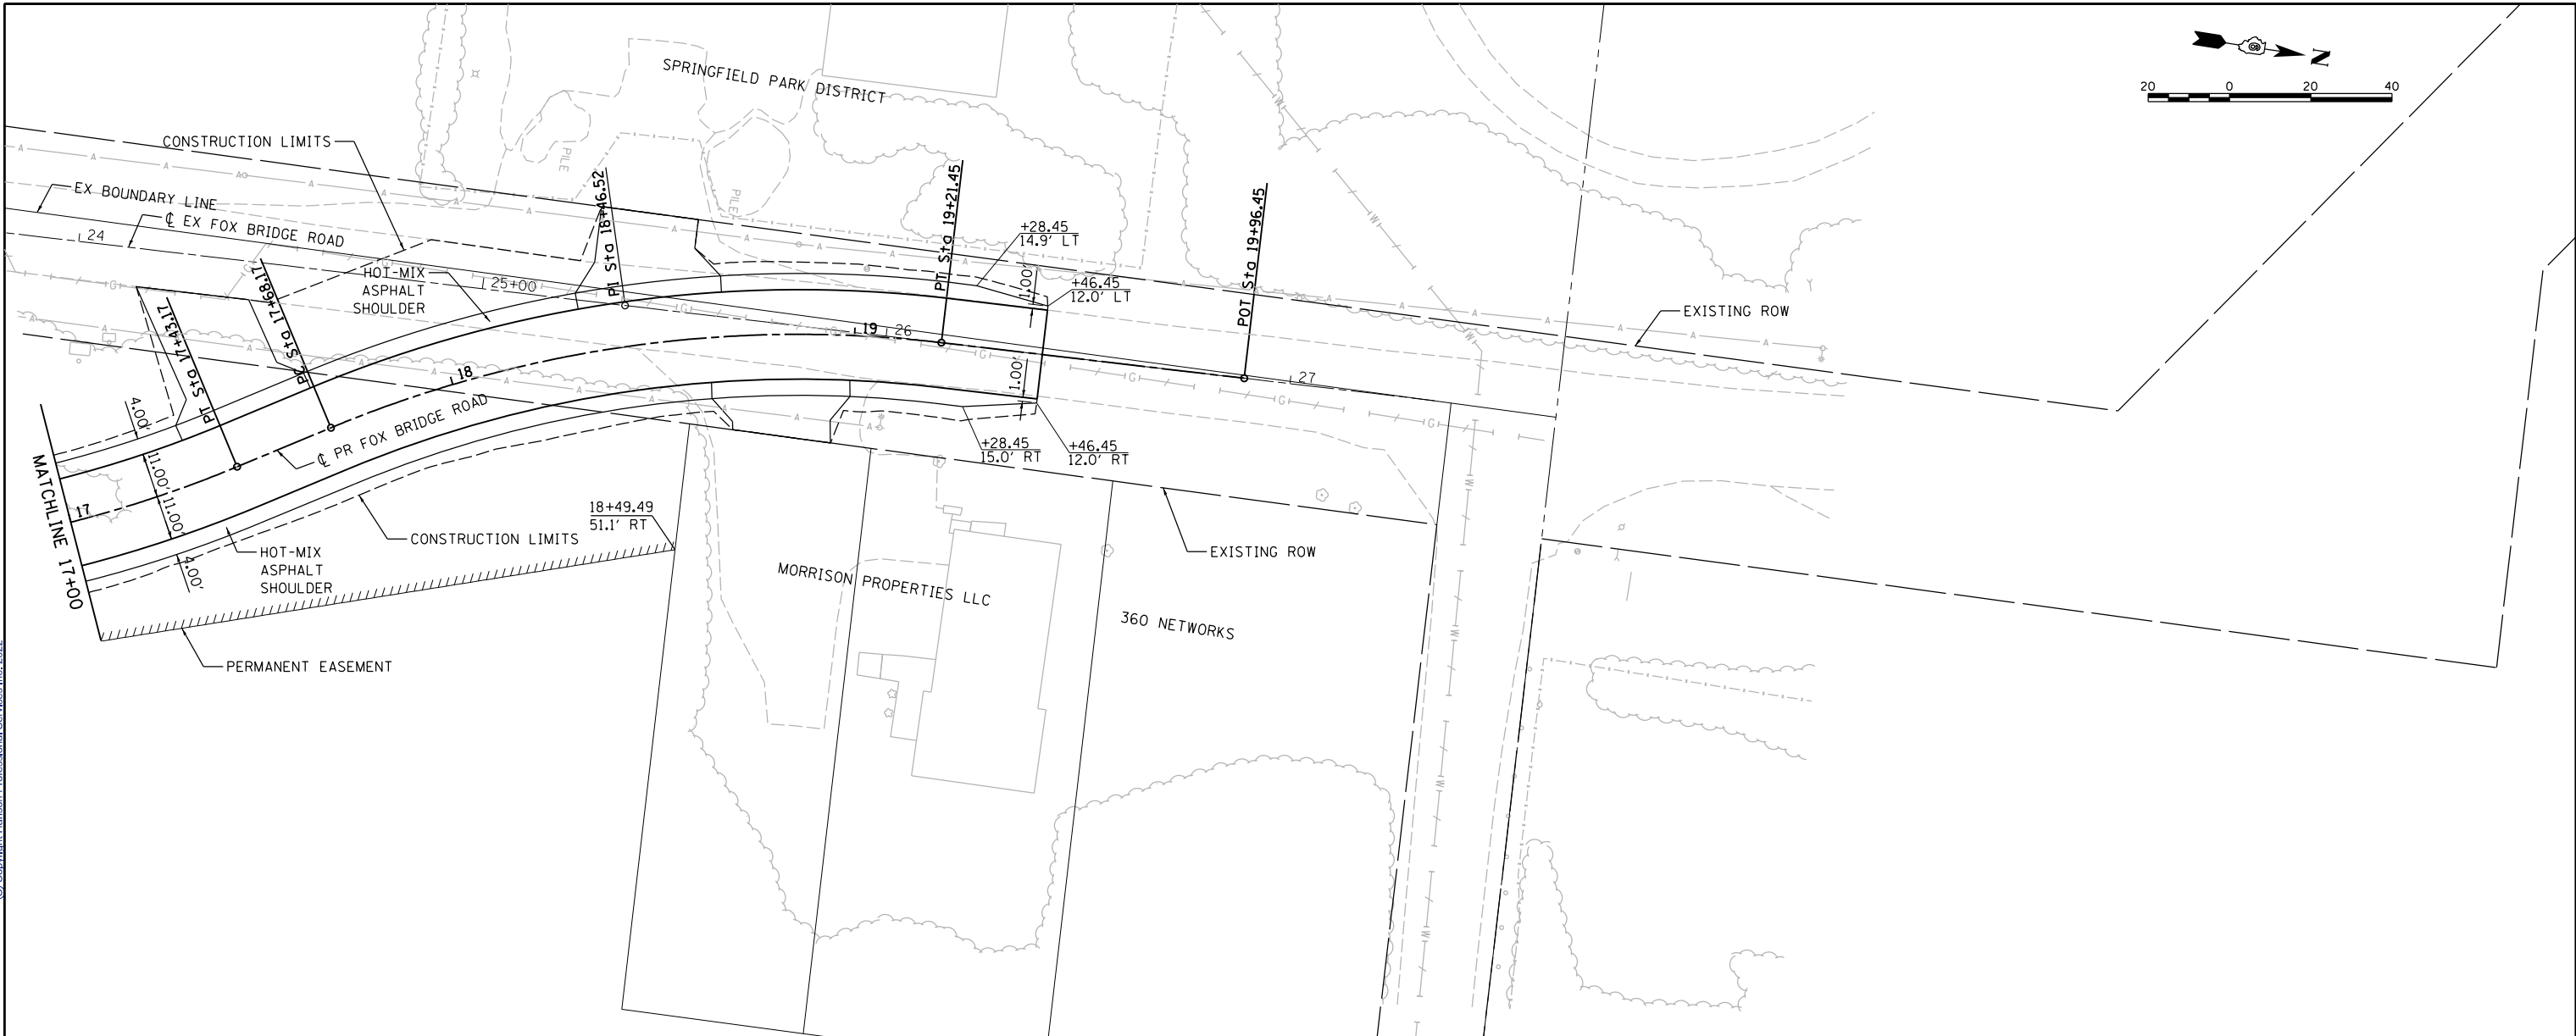 SPRINGFIELD PARK DISTRICT
N
20 0 20 40
CONSTRUCTION LIMITS
EX BOUNDARY LINE
℄ EX FOX BRIDGE ROAD
24
HOT-MIX
ASPHALT
SHOULDER
25+00
PILE
PILE
PI Sta 18+46.52
PT Sta 19+21.45
POT Sta 19+96.45
+28.45
14.9' LT
1.00'
+46.45
12.0' LT
EXISTING ROW
PT Sta 17+43.17
PC Sta 17+68.17
19
26
27
18
1.00'
4.00'
℄ PR FOX BRIDGE ROAD
11.00'
11.00'
4.00'
17
MATCHLINE 17+00
+28.45
15.0' RT
+46.45
12.0' RT
18+49.49
51.1' RT
CONSTRUCTION LIMITS
HOT-MIX
ASPHALT
SHOULDER
EXISTING ROW
MORRISON PROPERTIES LLC
360 NETWORKS
PERMANENT EASEMENT